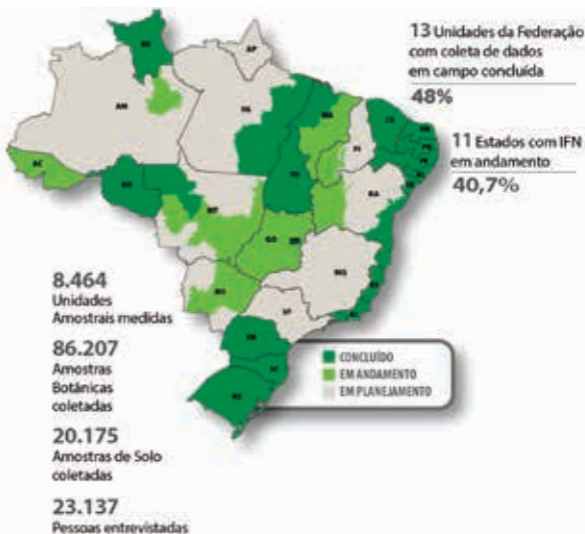 13 Unidades da Federação
com coleta de dados
em campo concluída
48%
11 Estados com IFN
em andamento
40,7%
AP
AM
PA
MA
CE
PI
AC
TO
BA
MT
GO
MG
MS
SP
RJ
PR
SC
RS
8.464
Unidades
Amostrais medidas
86.207
Amostras
Botânicas
coletadas
20.175
Amostras de Solo
coletadas
23.137
Pessoas entrevistadas
CONCLUÍDO
EM ANDAMENTO
EM PLANEJAMENTO